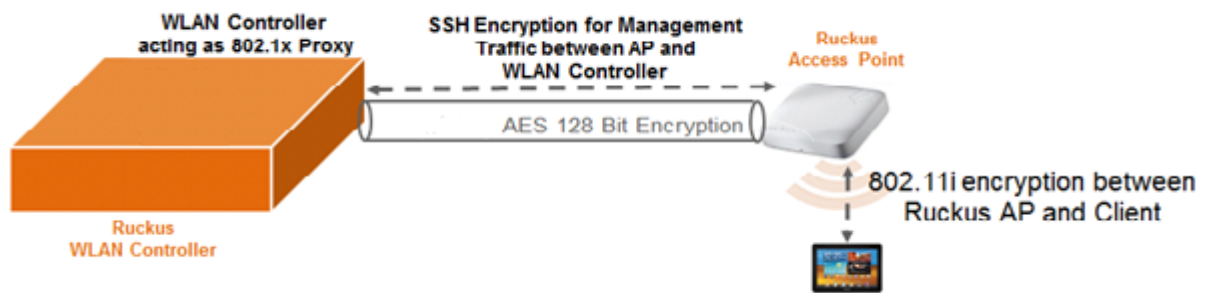 WLAN Controller
acting as 802.1x Proxy
SSH Encryption for Management
Traffic between AP and
WLAN Controller
Ruckus
Access Point
AES 128 Bit Encryption
802.11i encryption between
Ruckus AP and Client
Ruckus
WLAN Controller